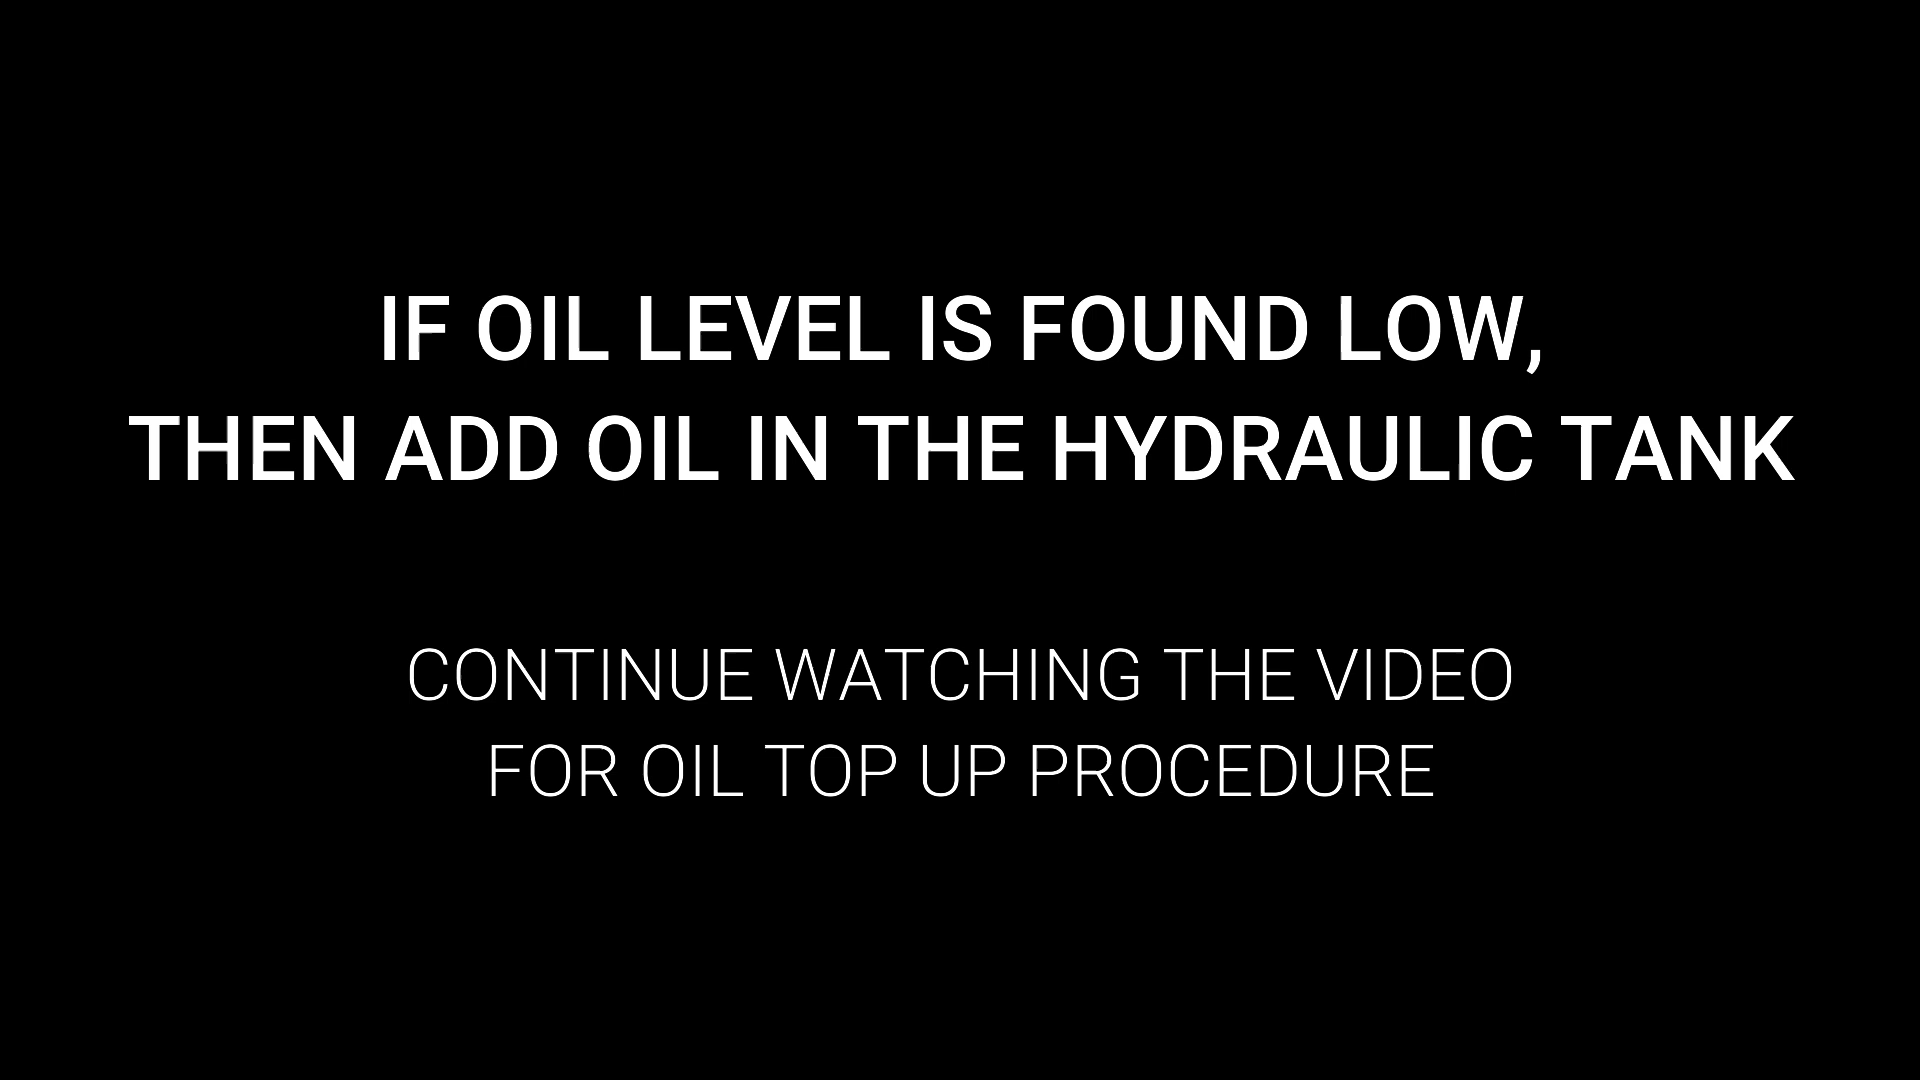 IF OIL LEVEL IS FOUND LOW,
THEN ADD OIL IN THE HYDRAULIC TANK
CONTINUE WATCHING THE VIDEO
FOR OIL TOP UP PROCEDURE